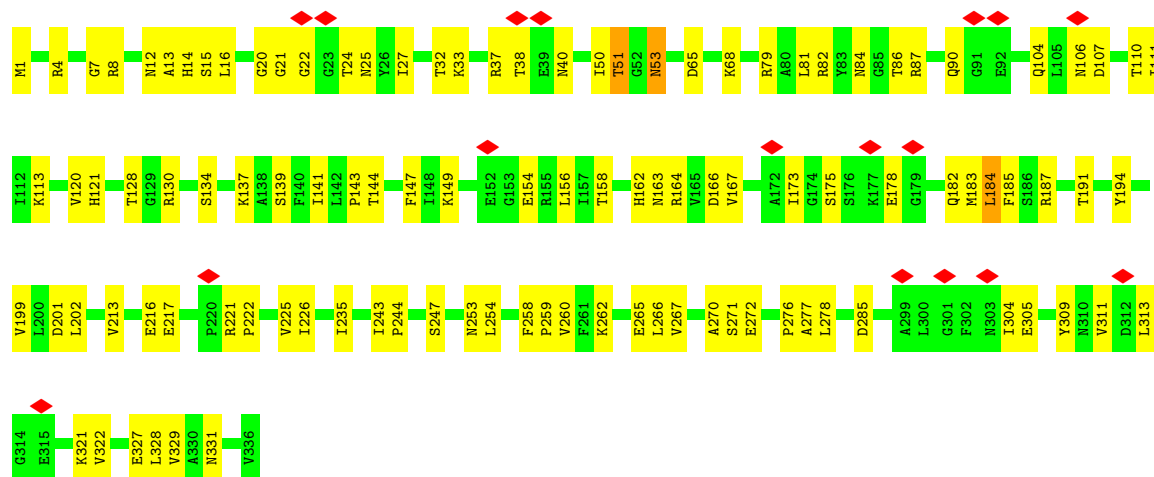 M1 R4 G7 R8 N12 A13 H14 S15 L16 G20 G21 G22 G23 T24 N25 Y26 I27 T32 K33 R37 T38 E39 N40 I50 T51 G52 N53 D65 K68 R79 A80 L81 R82 Y83 N84 G85 T86 R87 Q90 G91 E92 Q104 L105 N106 D107 T110 I111
I112 K113 V120 H121 T128 G129 R130 S134 K137 A138 S139 F140 I141 L142 P143 T144 F147 I148 K149 E152 G153 E154 R155 L156 I157 T158 H162 N163 R164 V165 D166 V167 A172 I173 G174 S175 S176 K177 E178 G179 Q182 M183 L184 F185 S186 R187 T191 Y194
V199 L200 D201 L202 V213 E216 E217 P220 R221 P222 V225 I226 I235 I243 P244 S247 N253 L254 F258 P259 V260 F261 K262 E265 L266 V267 A270 S271 E272 P276 A277 L278 D285 A299 L300 G301 F302 N303 I304 E305 Y309 N310 V311 D312 L313
G314 E315 K321 V322 E327 L328 V329 A330 N331 V336